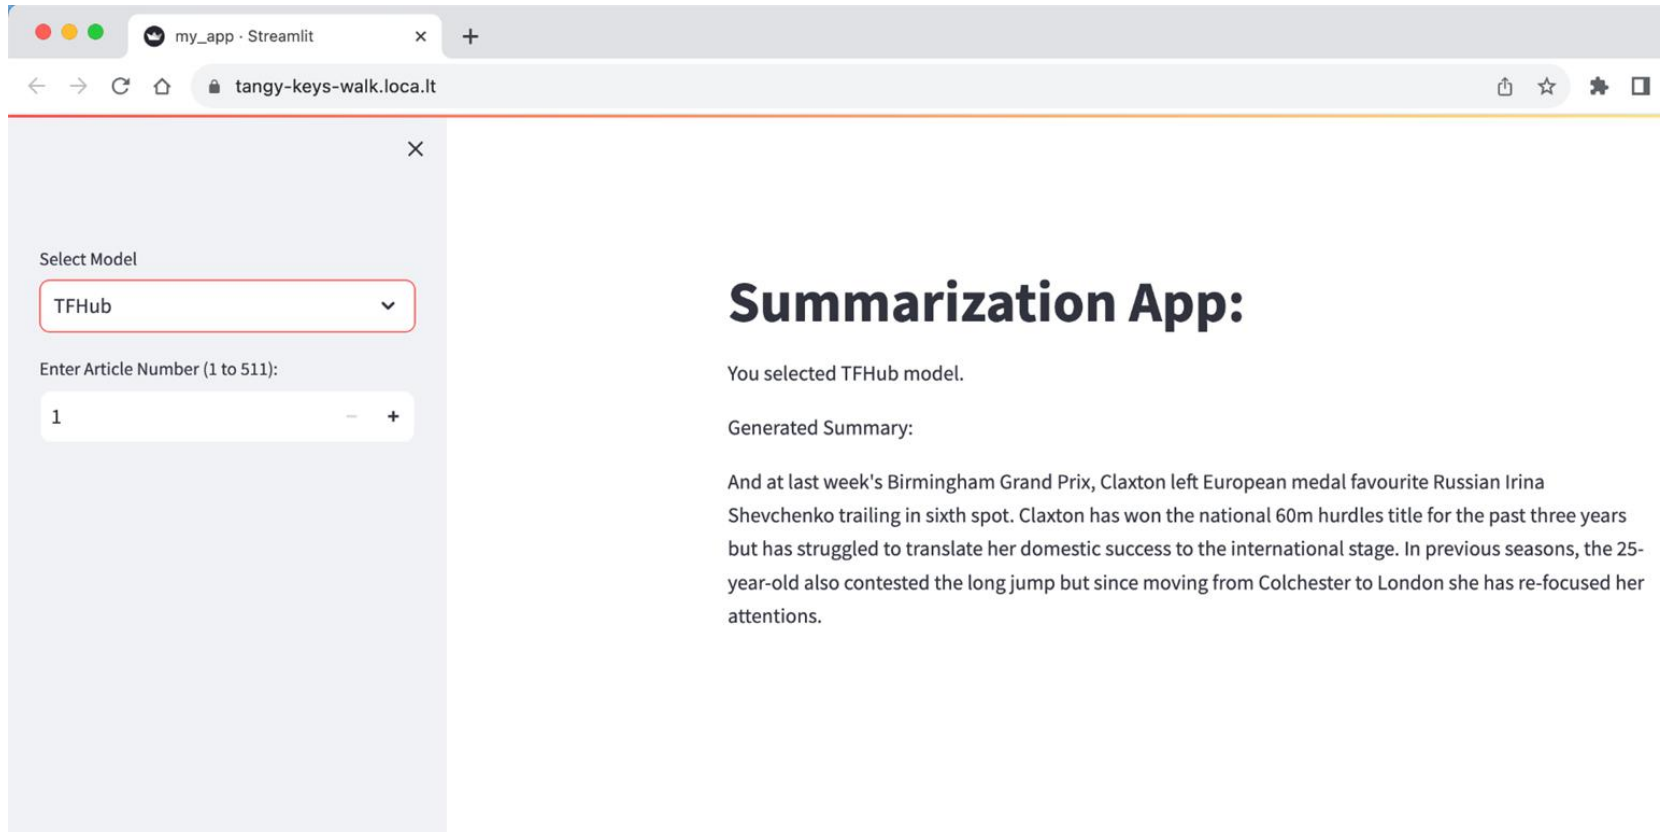 my_app · Streamlit
tangy-keys-walk.loca.lt
Select Model
TFHub
Enter Article Number (1 to 511):
1
Summarization App:
You selected TFHub model.
Generated Summary:
And at last week's Birmingham Grand Prix, Claxton left European medal favourite Russian Irina
Shevchenko trailing in sixth spot. Claxton has won the national 60m hurdles title for the past three years
but has struggled to translate her domestic success to the international stage. In previous seasons, the 25-
year-old also contested the long jump but since moving from Colchester to London she has re-focused her
attentions.